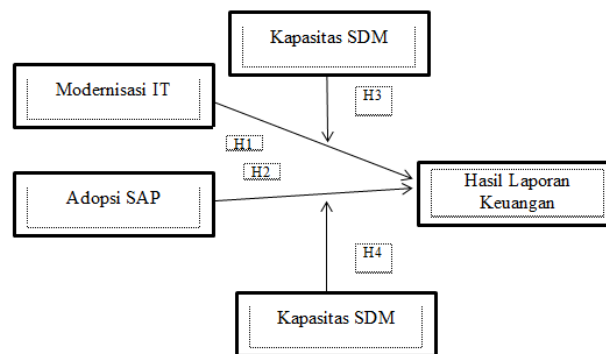 Kapasitas SDM
Modernisasi IT
H3
H1
H2
Adopsi SAP
Hasil Laporan
Keuangan
H4
Kapasitas SDM